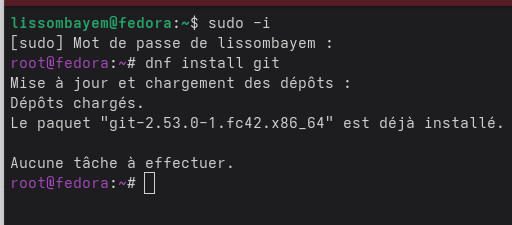 lissombayem@fedora:~$ sudo -i
[sudo] Mot de passe de lissombayem :
root@fedora:~# dnf install git
Mise à jour et chargement des dépôts :
Dépôts chargés.
Le paquet "git-2.53.0-1.fc42.x86_64" est déjà installé.
Aucune tâche à effectuer.
root@fedora:~#